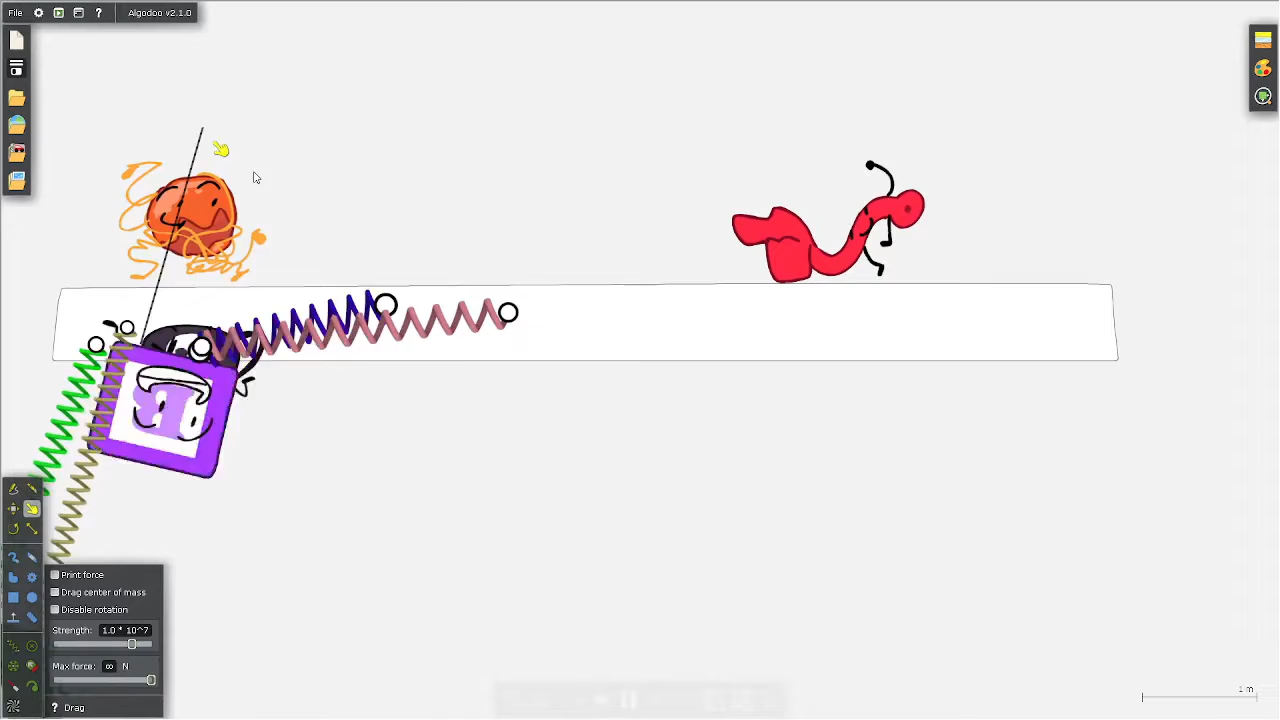 File ? Algodoo v2.1.0
Print force
Drag center of mass
Disable rotation
Strength: 1.0 * 10^7
Max force: ∞ N
? Drag
1 m